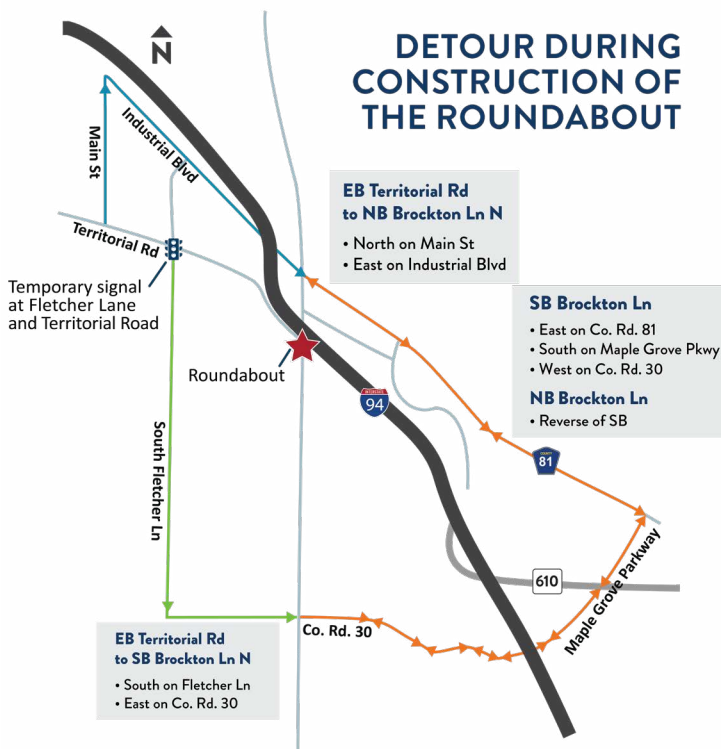 N
DETOUR DURING
CONSTRUCTION OF
THE ROUNDABOUT
Main St
Industrial Blvd
Territorial Rd
EB Territorial Rd
to NB Brockton Ln N
• North on Main St
• East on Industrial Blvd
Temporary signal
at Fletcher Lane
and Territorial Road
SB Brockton Ln
• East on Co. Rd. 81
• South on Maple Grove Pkwy
• West on Co. Rd. 30
NB Brockton Ln
• Reverse of SB
Roundabout
INTERSTATE
94
COUNTY
81
South Fletcher Ln
610
Maple Grove Parkway
Co. Rd. 30
EB Territorial Rd
to SB Brockton Ln N
• South on Fletcher Ln
• East on Co. Rd. 30